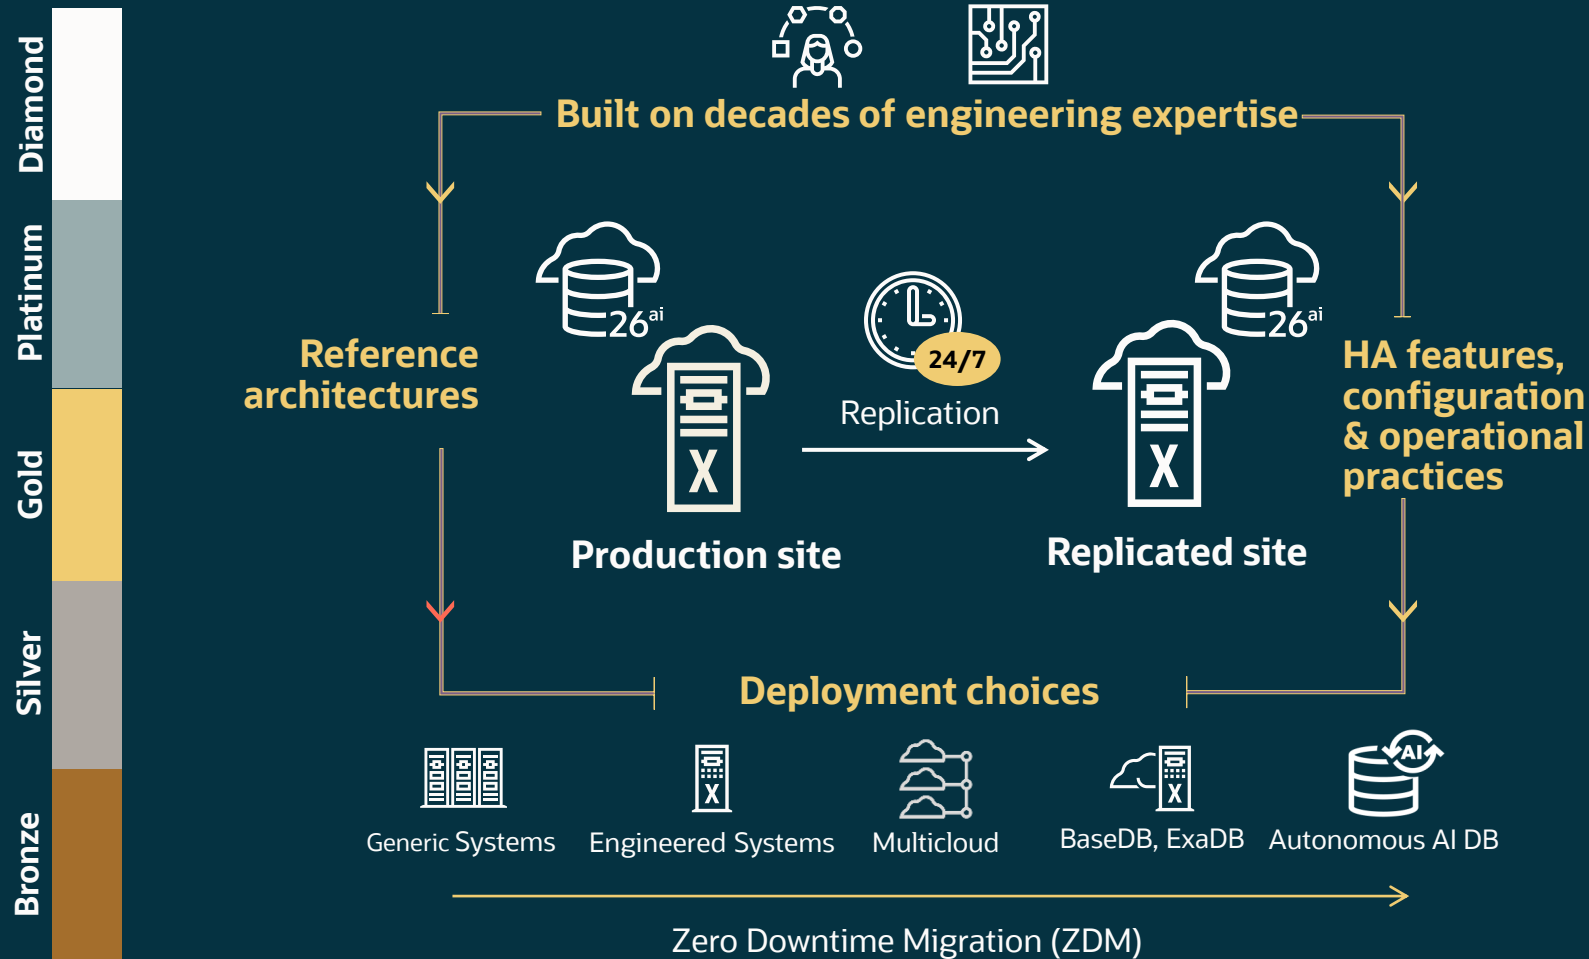 Diamond
Platinum
Gold
Silver
Bronze
Built on decades of engineering expertise
26ai
26ai
24/7
Replication
Reference
architectures
HA features,
configuration
& operational
practices
X
X
Production site
Replicated site
Deployment choices
X
X
AI
Generic Systems
Engineered Systems
Multicloud
BaseDB, ExaDB
Autonomous AI DB
Zero Downtime Migration (ZDM)